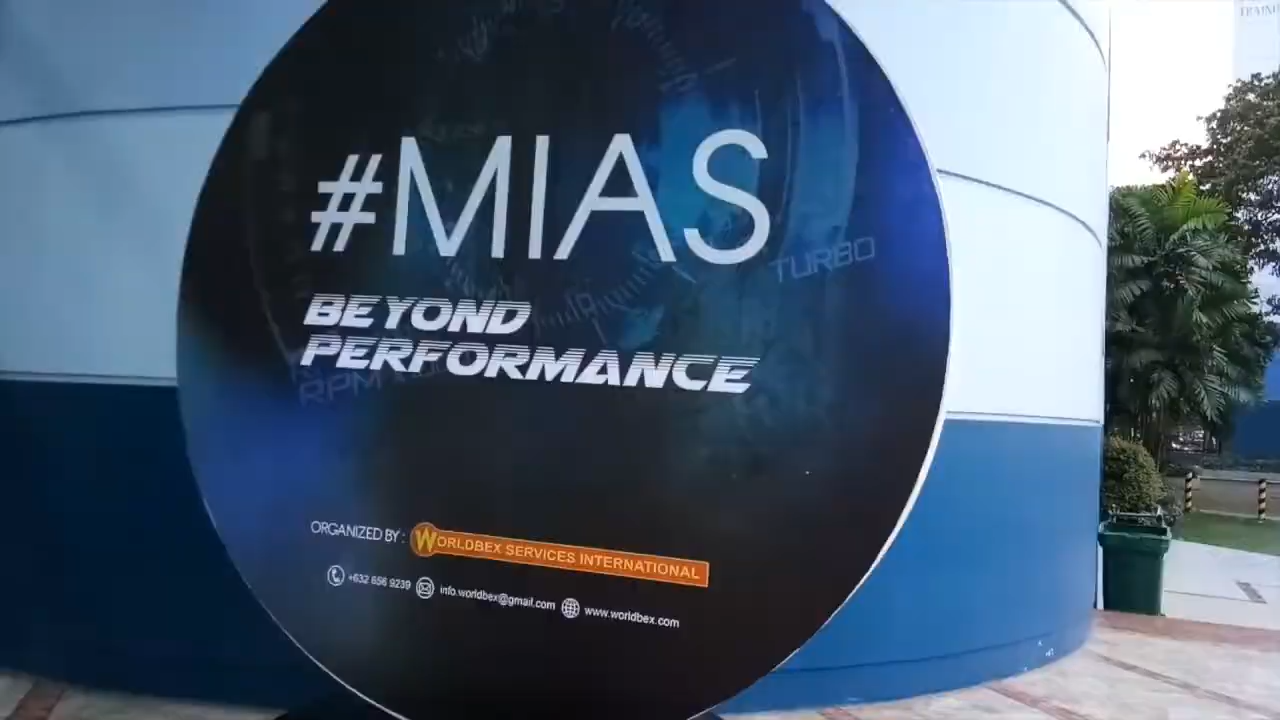 #MIAS
TURBO
BEYOND
PERFORMANCE
RPM
ORGANIZED BY : WORLDBEX SERVICES INTERNATIONAL
+632 656 9239 info.worldbex@gmail.com www.worldbex.com